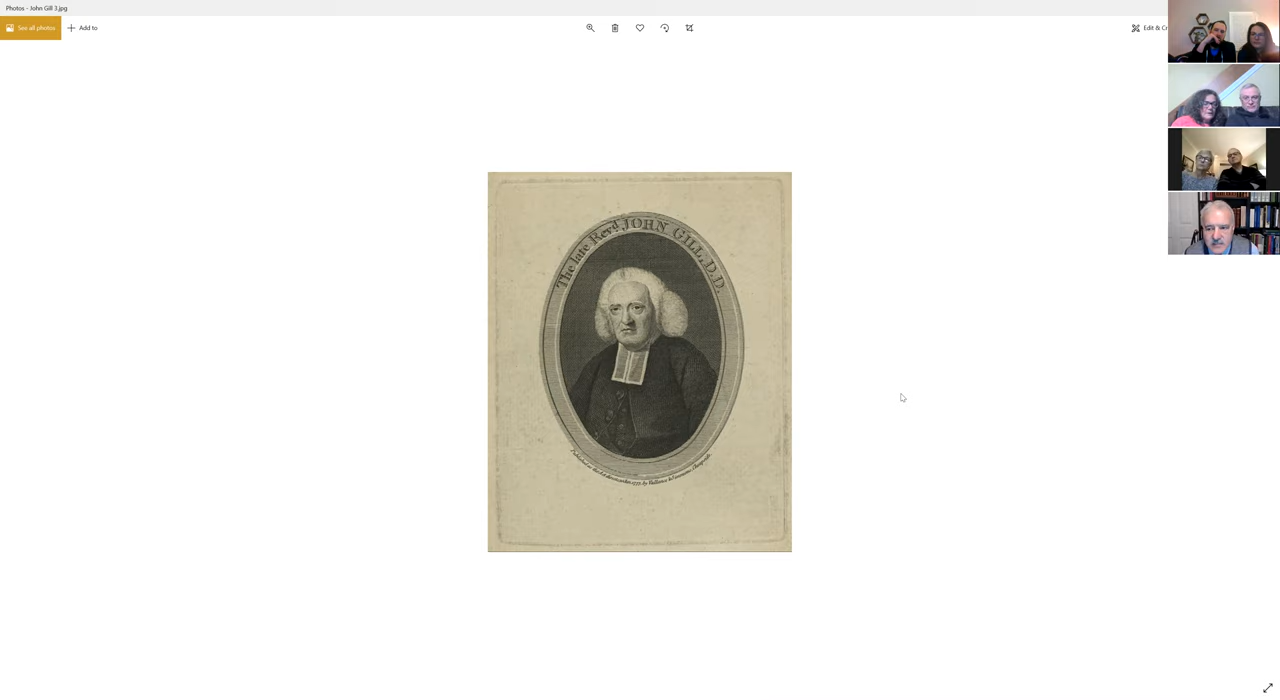 Photos - John Gill 3.jpg
See all photos
Add to
Edit & Cr
The late Revd. JOHN GILL, D.D.